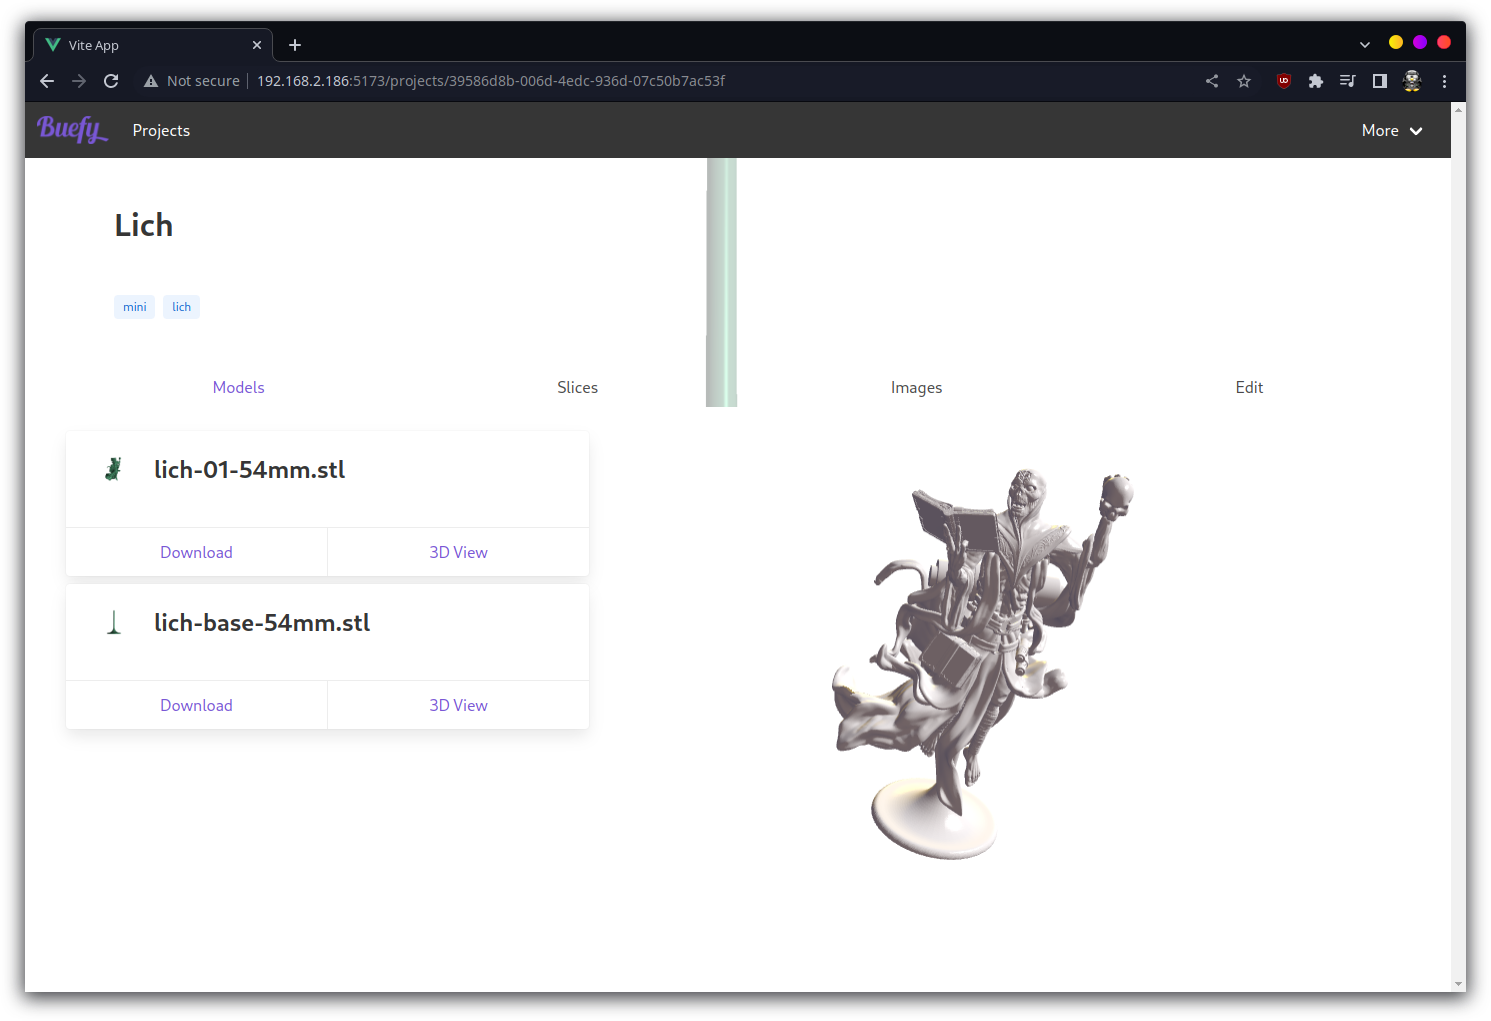 Vite App
Not secure 192.168.2.186:5173/projects/39586d8b-006d-4edc-936d-07c50b7ac53f
Buefy Projects More
Lich
mini lich
Models Slices Images Edit
lich-01-54mm.stl
Download 3D View
lich-base-54mm.stl
Download 3D View